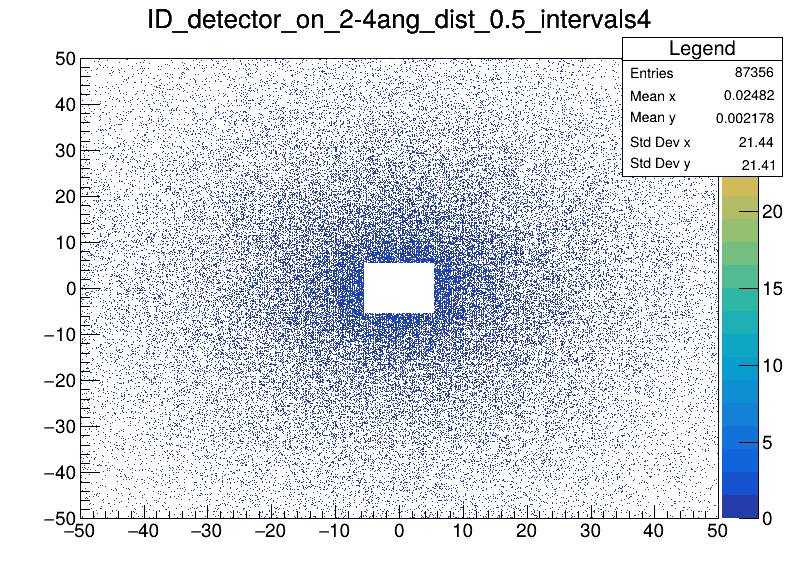 ID_detector_on_2-4ang_dist_0.5_intervals4
Legend
Entries 87356
Mean x 0.02482
Mean y 0.002178
Std Dev x 21.44
Std Dev y 21.41
50
40
30
20
10
0
−10
−20
−30
−40
−50
−50 −40 −30 −20 −10 0 10 20 30 40 50
20
15
10
5
0